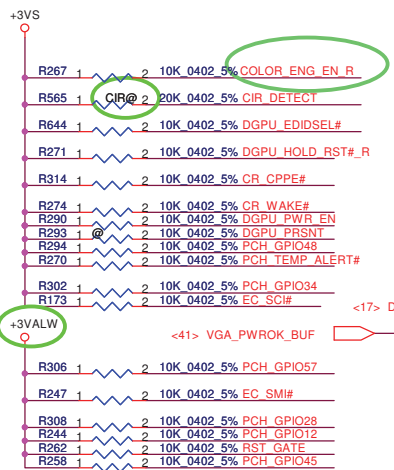 +3VS
R267 1 2 10K_0402_5% COLOR_ENG_EN_R
R565 1 CIR@ 2 20K_0402_5% CIR_DETECT
R644 1 2 10K_0402_5% DGPU_EDIDSEL#
R271 1 2 10K_0402_5% DGPU_HOLD_RST#_R
R314 1 2 10K_0402_5% CR_CPPE#
R274 1 2 10K_0402_5% CR_WAKE#
R290 1 2 10K_0402_5% DGPU_PWR_EN
R293 1 @ 2 10K_0402_5% DGPU_PRSNT
R294 1 2 10K_0402_5% PCH_GPIO48
R270 1 2 10K_0402_5% PCH_TEMP_ALERT#
R302 1 2 10K_0402_5% PCH_GPIO34
R173 1 2 10K_0402_5% EC_SCI#
<17> D
+3VALW
<41> VGA_PWROK_BUF
R306 1 2 10K_0402_5% PCH_GPIO57
R247 1 2 10K_0402_5% EC_SMI#
R308 1 2 10K_0402_5% PCH_GPIO28
R244 1 2 10K_0402_5% PCH_GPIO12
R262 1 2 10K_0402_5% RST_GATE
R258 1 2 10K_0402_5% PCH_GPIO45